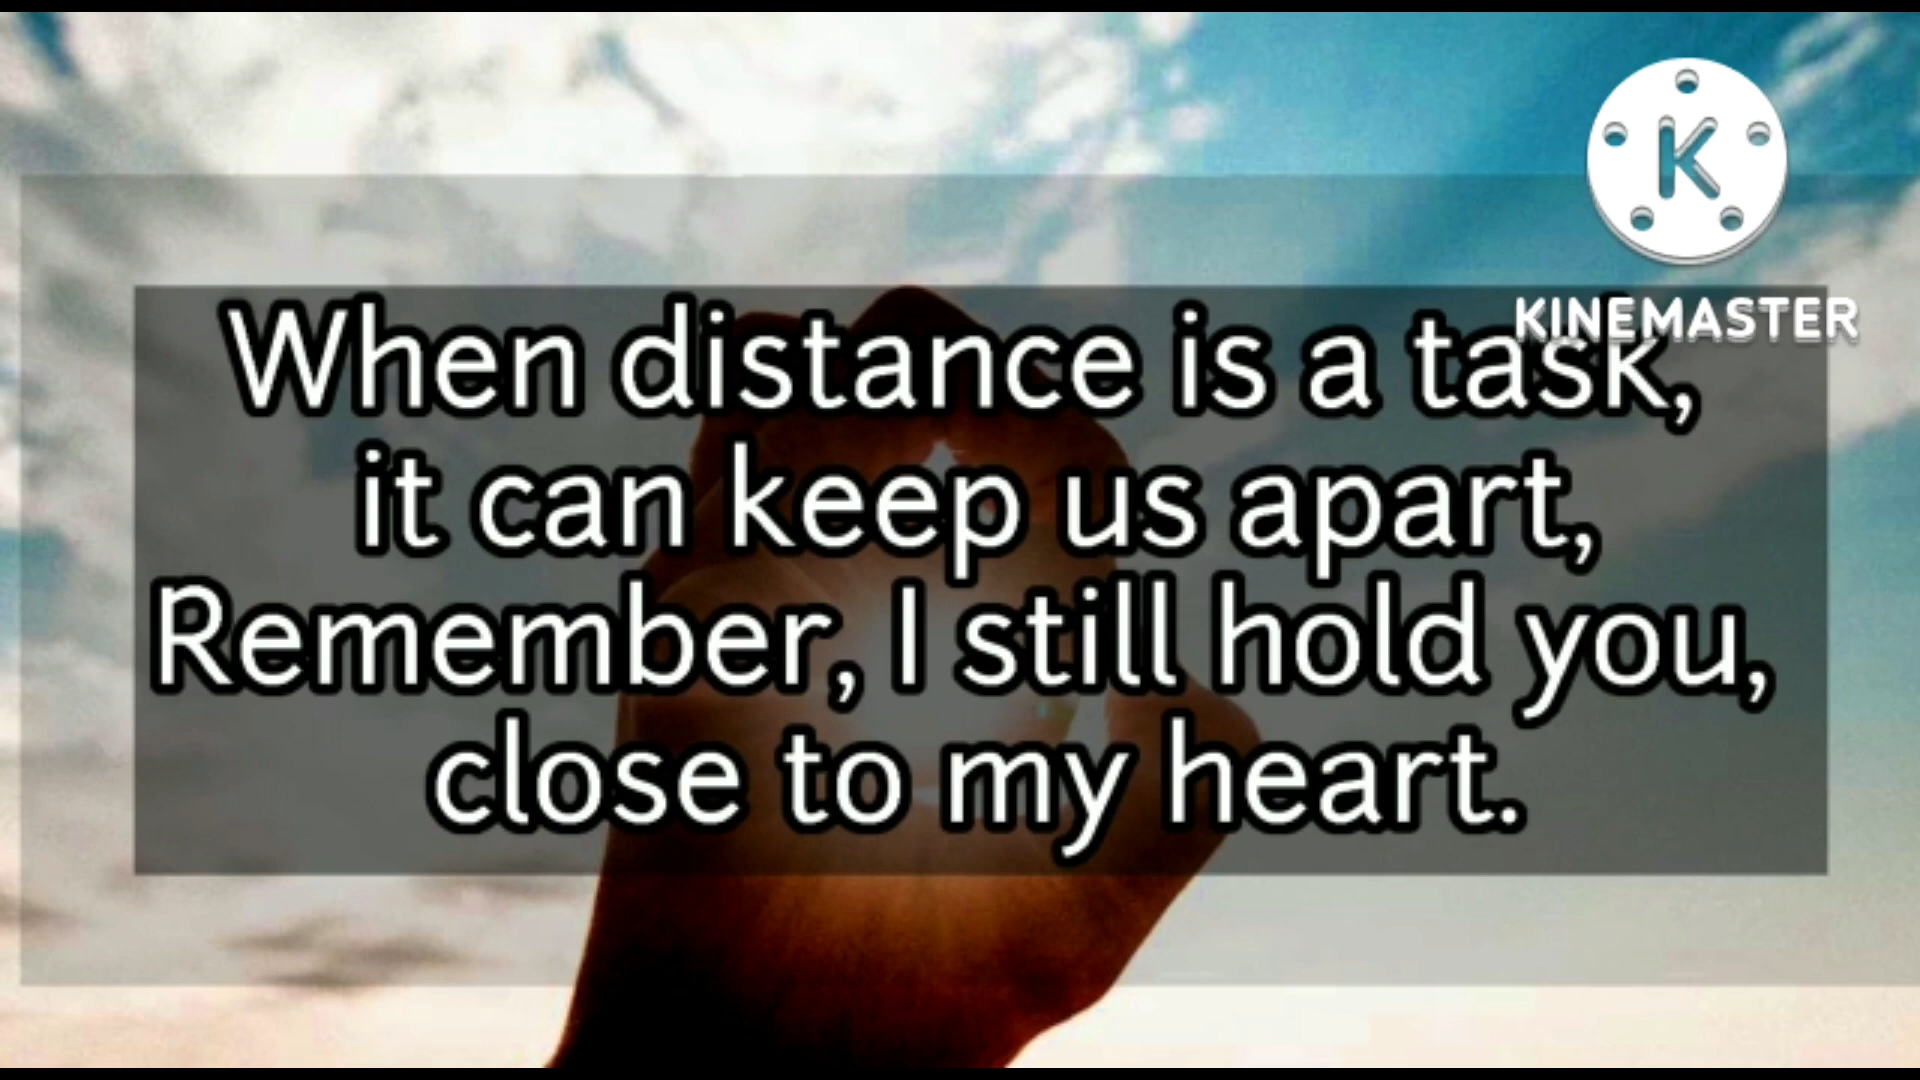 K
KINEMASTER
When distance is a task,
it can keep us apart,
Remember, I still hold you,
close to my heart.